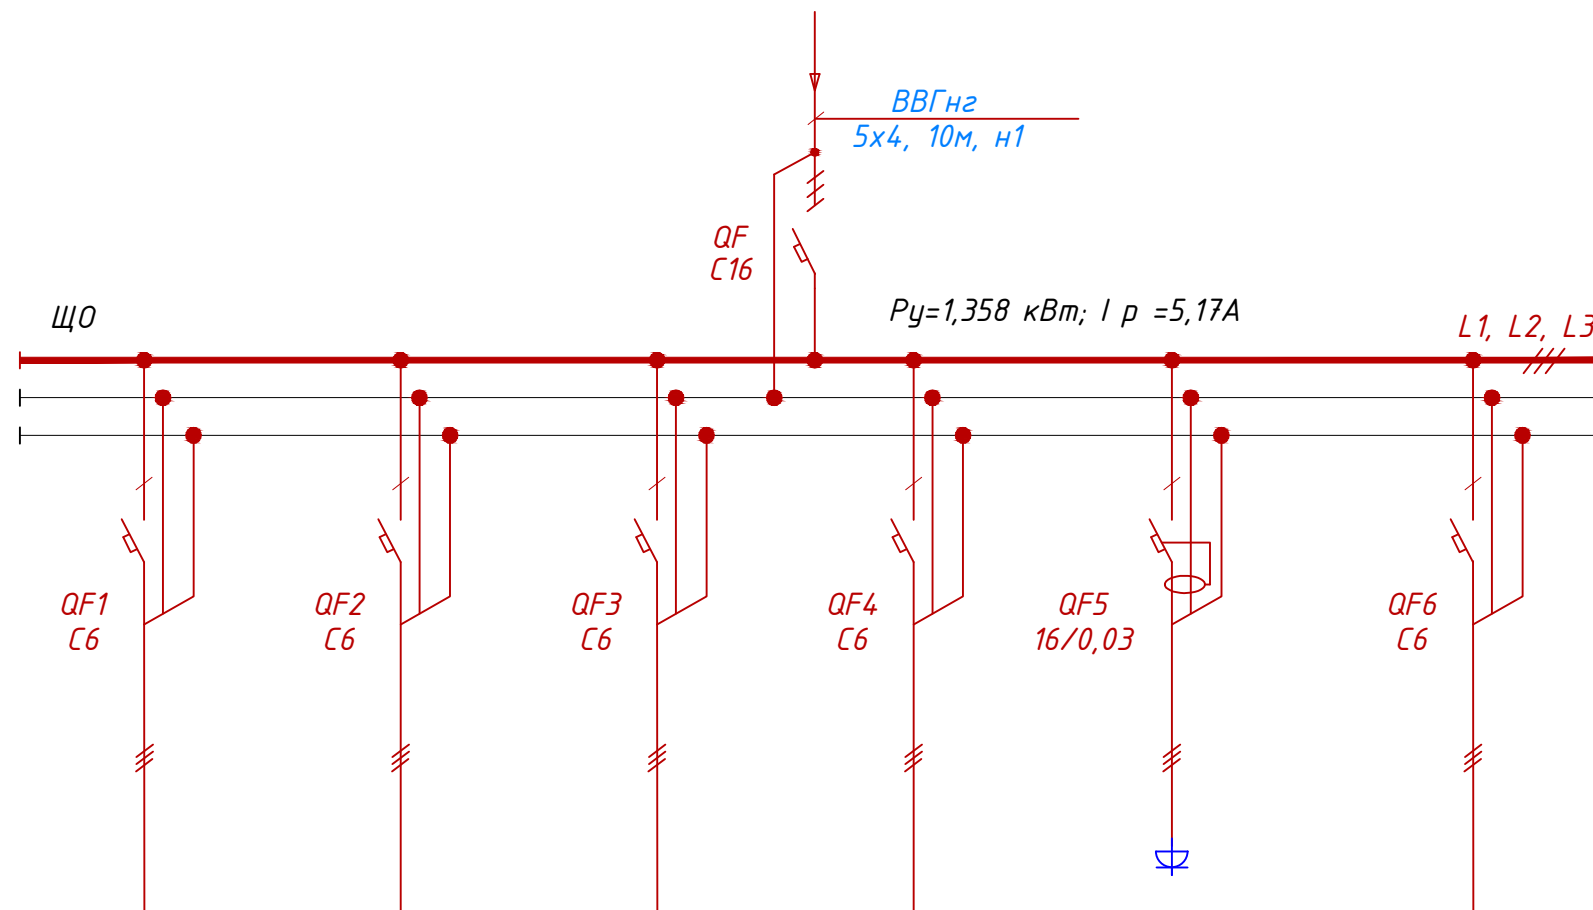 ВВГнг
5х4, 10м, н1
QF
C16
ЩО
Ру=1,358 кВт; I р =5,17А
L1, L2, L3
QF1
C6
QF2
C6
QF3
C6
QF4
C6
QF5
16/0,03
QF6
C6